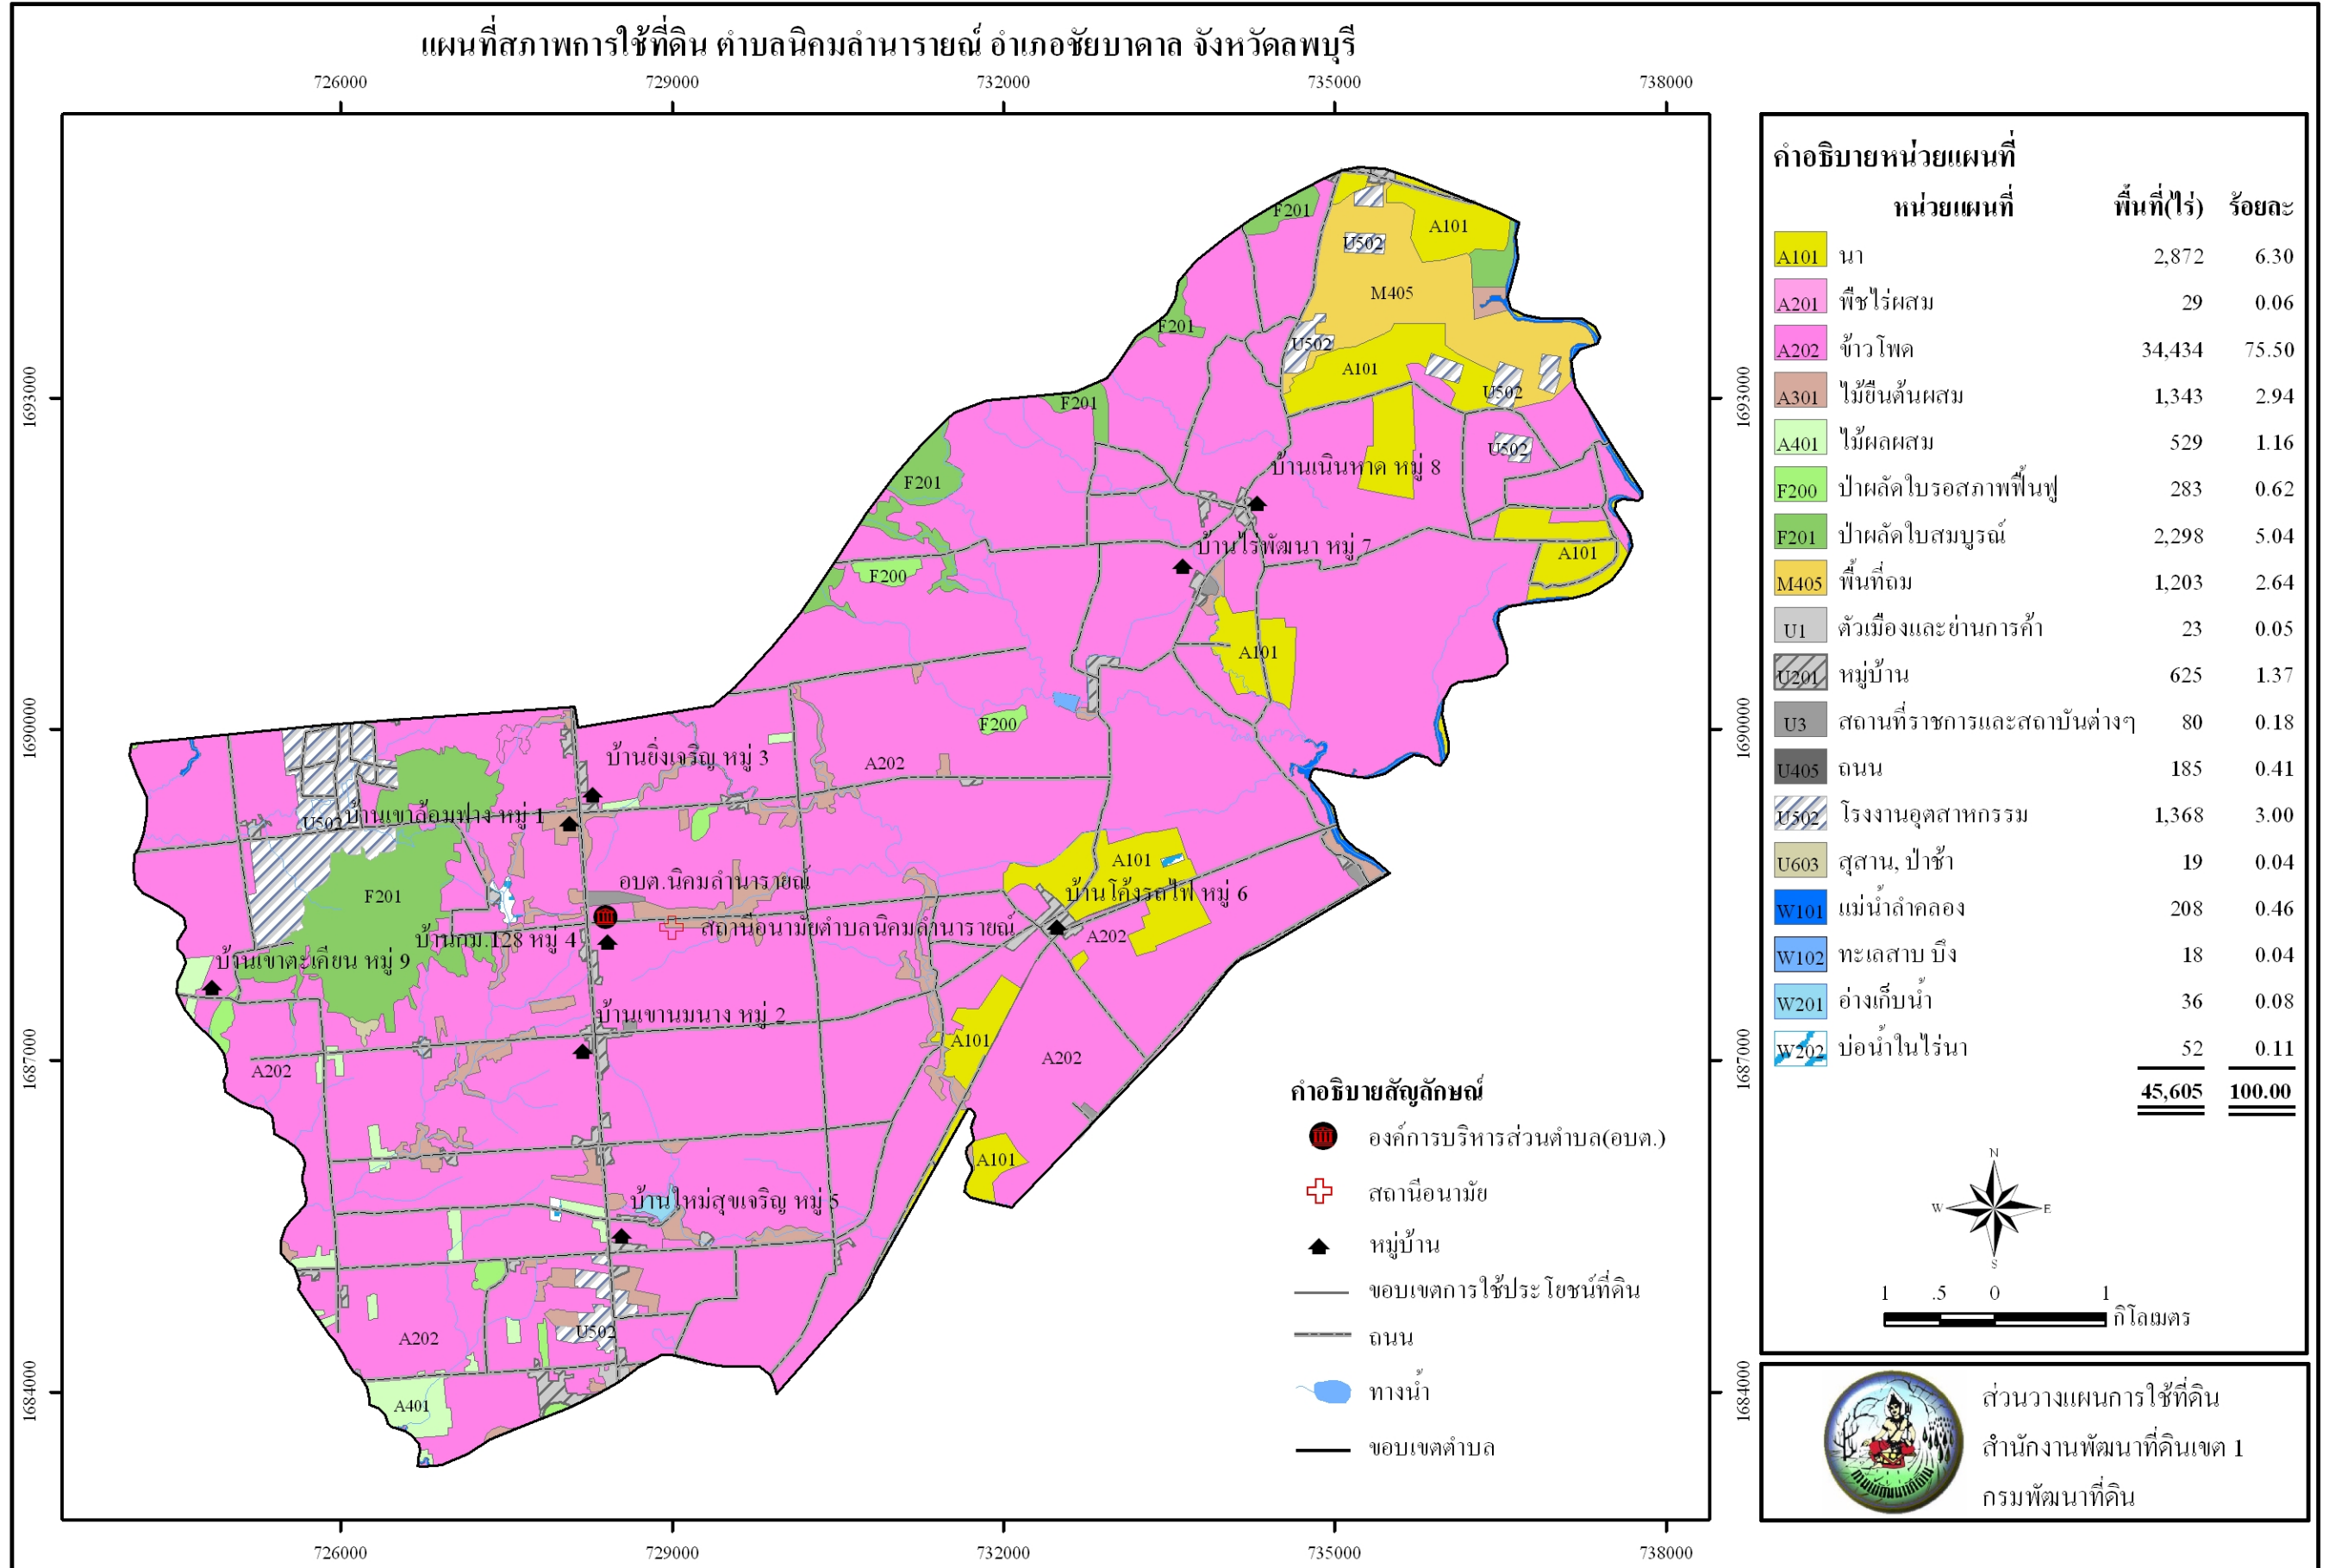 แผนที่สภาพการใช้ที่ดิน ตำบลนิคมลำนารายณ์ อำเภอชัยบาดาล จังหวัดลพบุรี
726000 729000 732000 735000 738000
1693000
1690000
1687000
1684000
1693000
1690000
1687000
1684000
F201
A101
U502
M405
F201
U502
A101
F201
U502
U502
บ้านเนินหาด หมู่ 8
F201
บ้านไร่พัฒนา หมู่ 7
A101
F200
A101
F200
บ้านยิ่งเจริญ หมู่ 3
A202
U502
บ้านเขาล้อมฟาง หมู่ 1
A101
อบต.นิคมลำนารายณ์
บ้านโค้งรถไฟ หมู่ 6
F201
สถานีอนามัยตำบลนิคมลำนารายณ์
บ้านกม.128 หมู่ 4
A202
บ้านเขาตะเคียน หมู่ 9
บ้านเขานมนาง หมู่ 2
A101
A202
A202
A101
บ้านใหม่สุขเจริญ หมู่ 5
U502
A202
A401
726000 729000 732000 735000 738000
คำอธิบายสัญลักษณ์
องค์การบริหารส่วนตำบล(อบต.)
สถานีอนามัย
หมู่บ้าน
ขอบเขตการใช้ประโยชน์ที่ดิน
ถนน
ทางน้ำ
ขอบเขตตำบล
คำอธิบายหน่วยแผนที่
หน่วยแผนที่ พื้นที่(ไร่) ร้อยละ
A101 นา 2,872 6.30
A201 พืชไร่ผสม 29 0.06
A202 ข้าวโพด 34,434 75.50
A301 ไม้ยืนต้นผสม 1,343 2.94
A401 ไม้ผลผสม 529 1.16
F200 ป่าผลัดใบรอสภาพฟื้นฟู 283 0.62
F201 ป่าผลัดใบสมบูรณ์ 2,298 5.04
M405 พื้นที่ถม 1,203 2.64
U1 ตัวเมืองและย่านการค้า 23 0.05
U201 หมู่บ้าน 625 1.37
U3 สถานที่ราชการและสถาบันต่างๆ 80 0.18
U405 ถนน 185 0.41
U502 โรงงานอุตสาหกรรม 1,368 3.00
U603 สุสาน, ป่าช้า 19 0.04
W101 แม่น้ำลำคลอง 208 0.46
W102 ทะเลสาบ บึง 18 0.04
W201 อ่างเก็บน้ำ 36 0.08
W202 บ่อน้ำในไร่นา 52 0.11
45,605 100.00
N
W E
S
1 .5 0 1
กิโลเมตร
ส่วนวางแผนการใช้ที่ดิน
สำนักงานพัฒนาที่ดินเขต 1
กรมพัฒนาที่ดิน
กรมพัฒนาที่ดิน